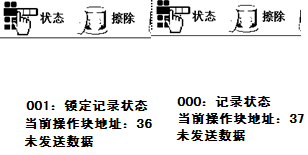 状态 擦除 状态 擦除
001：锁定记录状态
当前操作块地址：36
未发送数据
000：记录状态
当前操作块地址：37
未发送数据